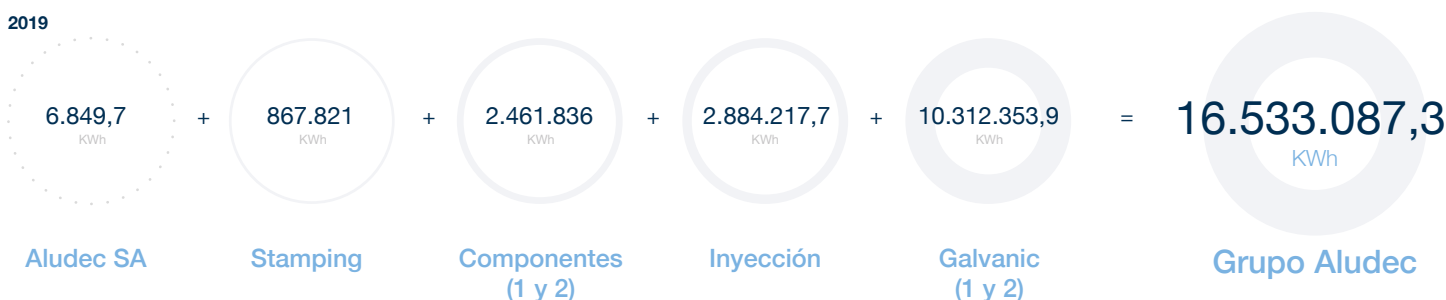 2019
6.849,7 + 867.821 + 2.461.836 + 2.884.217,7 + 10.312.353,9 = 16.533.087,3
KWh KWh KWh KWh KWh KWh
Aludec SA Stamping Componentes Inyección Galvanic Grupo Aludec
(1 y 2) (1 y 2)